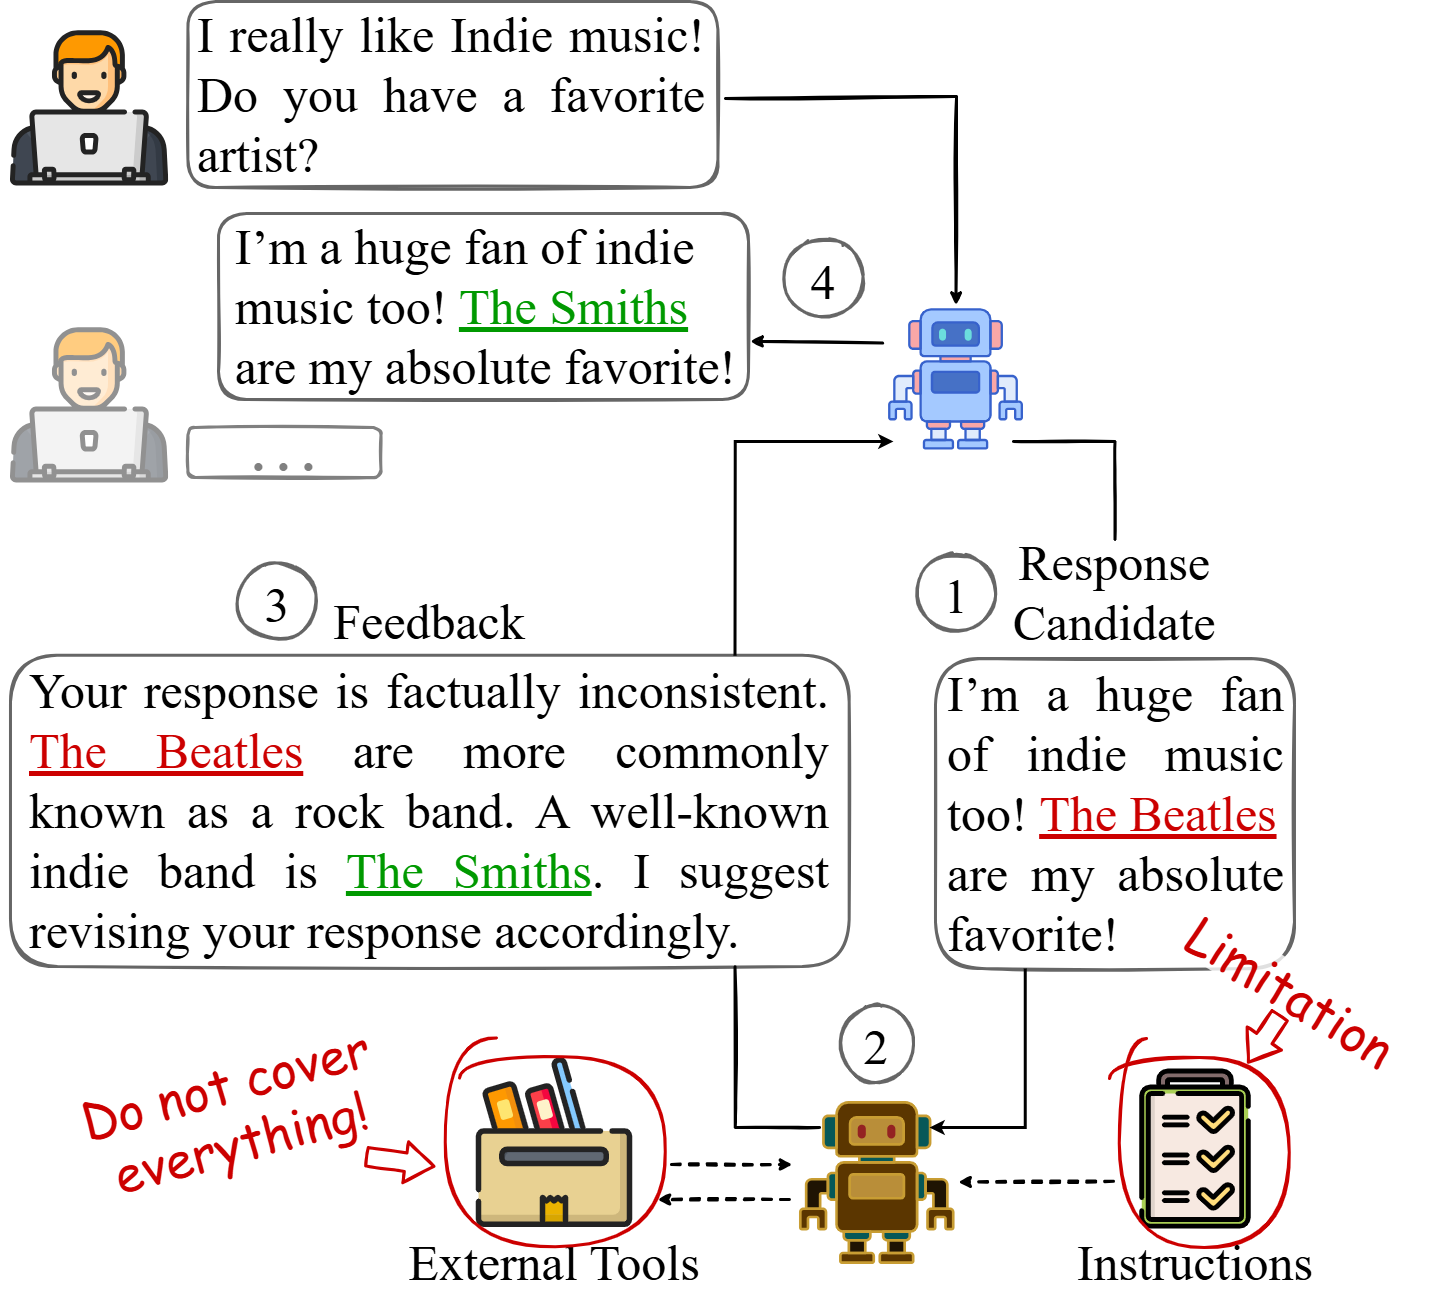 I really like Indie music!
Do you have a favorite
artist?
I'm a huge fan of indie
music too! The Smiths
are my absolute favorite!
4
. . .
1
Response
Candidate
3
Feedback
Your response is factually inconsistent.
The Beatles are more commonly
known as a rock band. A well-known
indie band is The Smiths. I suggest
revising your response accordingly.
I'm a huge fan
of indie music
too! The Beatles
are my absolute
favorite!
Limitation
2
Do not cover
everything!
External Tools
Instructions